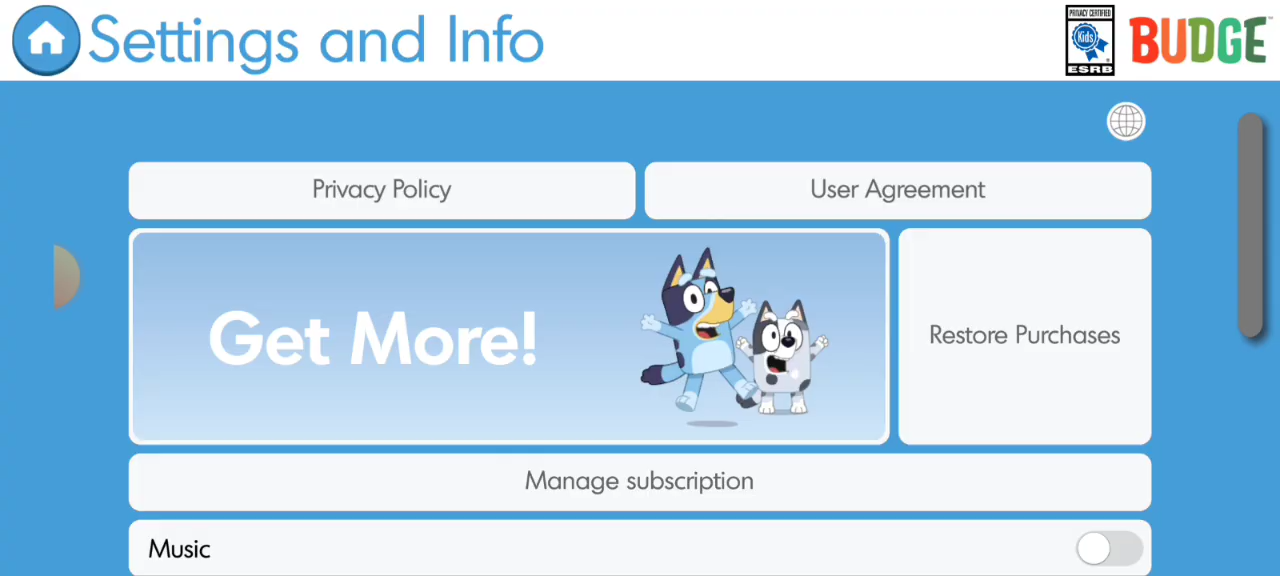 Settings and Info
PRIVACY CERTIFIED
Kids
ESRB
BUDGE
Privacy Policy
User Agreement
Get More!
Restore Purchases
Manage subscription
Music